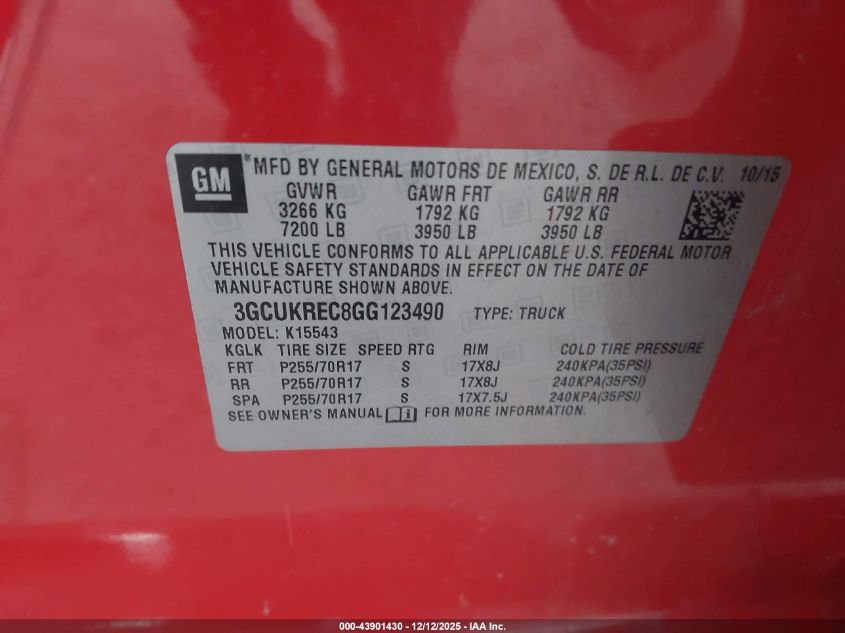 GM ® MFD BY GENERAL MOTORS DE MEXICO, S. DE R.L. DE C.V. 10/15
GVWR GAWR FRT GAWR RR
3266 KG 1792 KG 1792 KG
7200 LB 3950 LB 3950 LB
THIS VEHICLE CONFORMS TO ALL APPLICABLE U.S. FEDERAL MOTOR
VEHICLE SAFETY STANDARDS IN EFFECT ON THE DATE OF
MANUFACTURE SHOWN ABOVE.
3GCUKREC8GG123490 TYPE: TRUCK
MODEL: K15543
KGLK TIRE SIZE SPEED RTG RIM COLD TIRE PRESSURE
FRT P255/70R17 S 17X8J 240KPA(35PSI)
RR P255/70R17 S 17X8J 240KPA(35PSI)
SPA P255/70R17 S 17X7.5J 240KPA(35PSI)
SEE OWNER'S MANUAL FOR MORE INFORMATION.
000-43901430 - 12/12/2025 - IAA Inc.